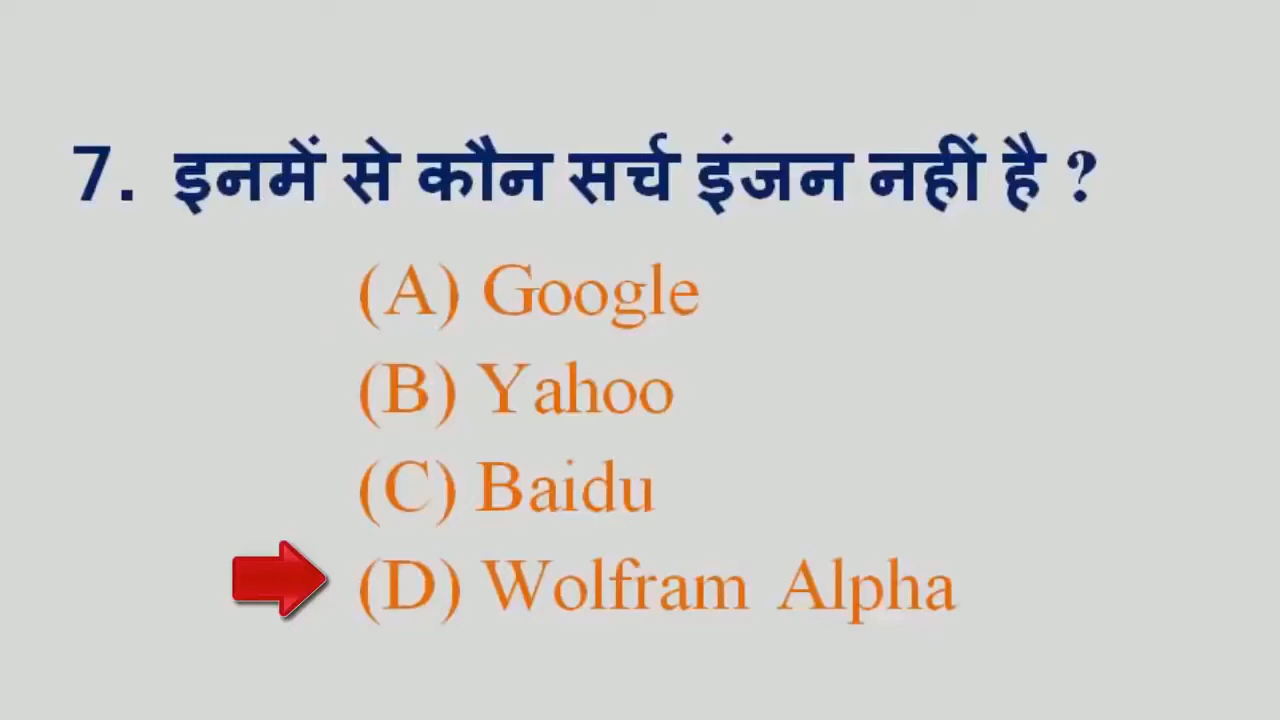 7. इनमें से कौन सर्च इंजन नहीं है ?
(A) Google
(B) Yahoo
(C) Baidu
(D) Wolfram Alpha